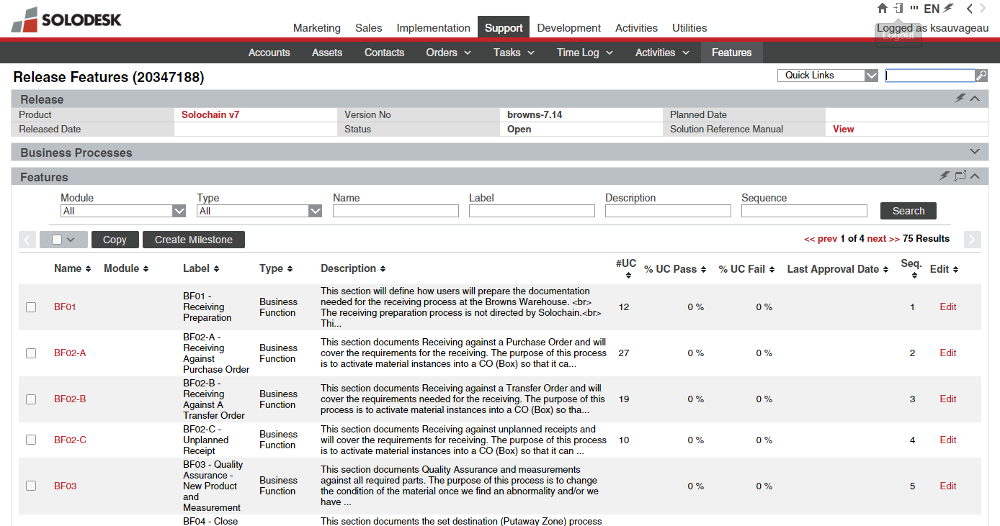 SOLODESK
EN
Marketing Sales Implementation Support Development Activities Utilities
Logged as ksauvageau
Logout
Accounts Assets Contacts Orders Tasks Time Log Activities Features
Release Features (20347188)
Quick Links
Release
Product Solochain v7 Version No browns-7.14 Planned Date
Released Date Status Open Solution Reference Manual View
Business Processes
Features
Module Type Name Label Description Sequence
All All Search
Copy Create Milestone << prev 1 of 4 next >> 75 Results
Name Module Label Type Description #UC % UC Pass % UC Fail Last Approval Date Seq. Edit
BF01
BF01 -
Receiving
Preparation
Business
Function
This section will define how users will prepare the documentation
needed for the receiving process at the Browns Warehouse. <br>
The receiving preparation process is not directed by Solochain.<br>
Thi...
12 0 % 0 % 1 Edit
BF02-A
BF02-A -
Receiving
Against
Purchase Order
Business
Function
This section documents Receiving against a Purchase Order and will
cover the requirements for the receiving. The purpose of this process
is to activate material instances into a CO (Box) so that it ca...
27 0 % 0 % 2 Edit
BF02-B
BF02-B -
Receiving
Against A
Transfer Order
Business
Function
This section documents Receiving against a Transfer Order and will
cover the requirements needed for the receiving. The purpose of this
process is to activate material instances into a CO (Box) so tha...
19 0 % 0 % 3 Edit
BF02-C
BF02-C -
Unplanned
Receipt
Business
Function
This section documents Receiving against unplanned receipts and
will cover the requirements for receiving. The purpose of this process
is to activate material instances into a CO (Box) so that it can ...
10 0 % 0 % 4 Edit
BF03
BF03 - Quality
Assurance -
New Product
and
Measurement
Business
Function
This section documents Quality Assurance and measurements
against all required parts. The purpose of this process is to change
the condition of the material once we find an abnormality and/or we
have ...
0 % 0 % 5 Edit
BF04 - Close
This section documents the set destination (Putaway Zone) process